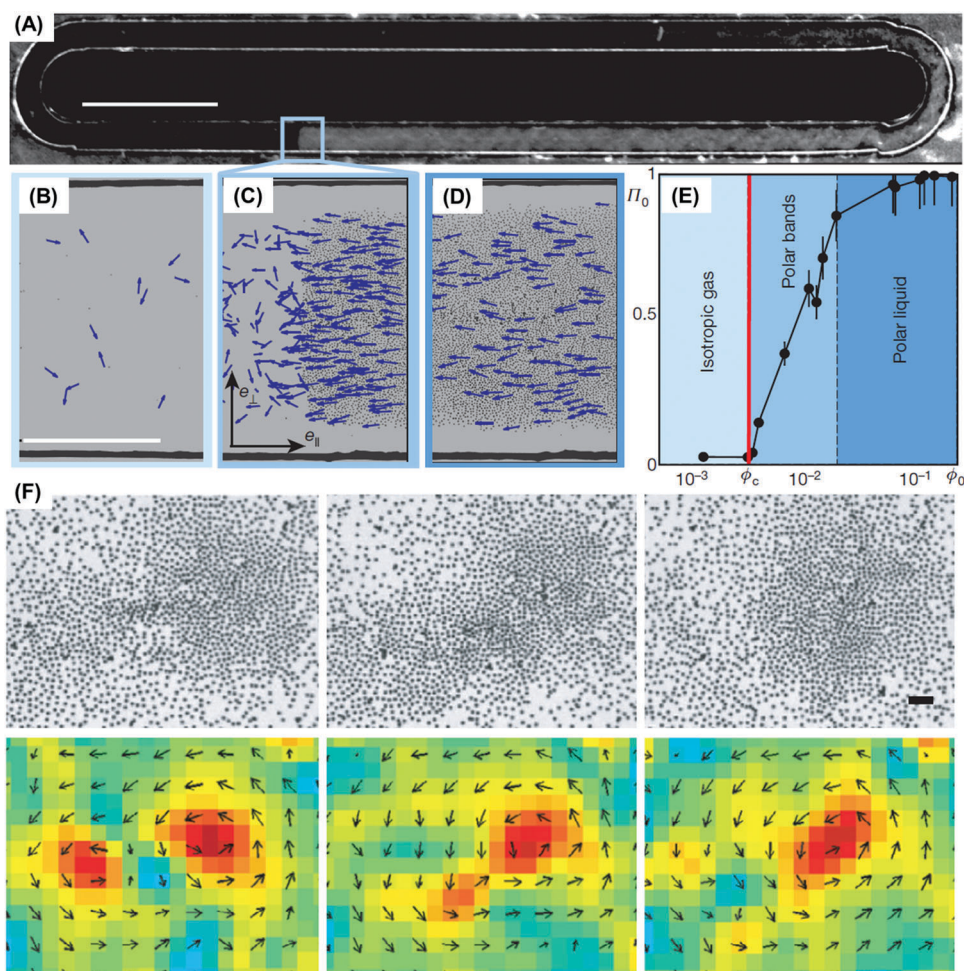 (A)
(B)
(C)
(D)
e⊥
e∥
Π₀
(E)
1
0.5
0
Isotropic gas
Polar bands
Polar liquid
10⁻³
ϕc
10⁻²
10⁻¹
ϕ₀
(F)